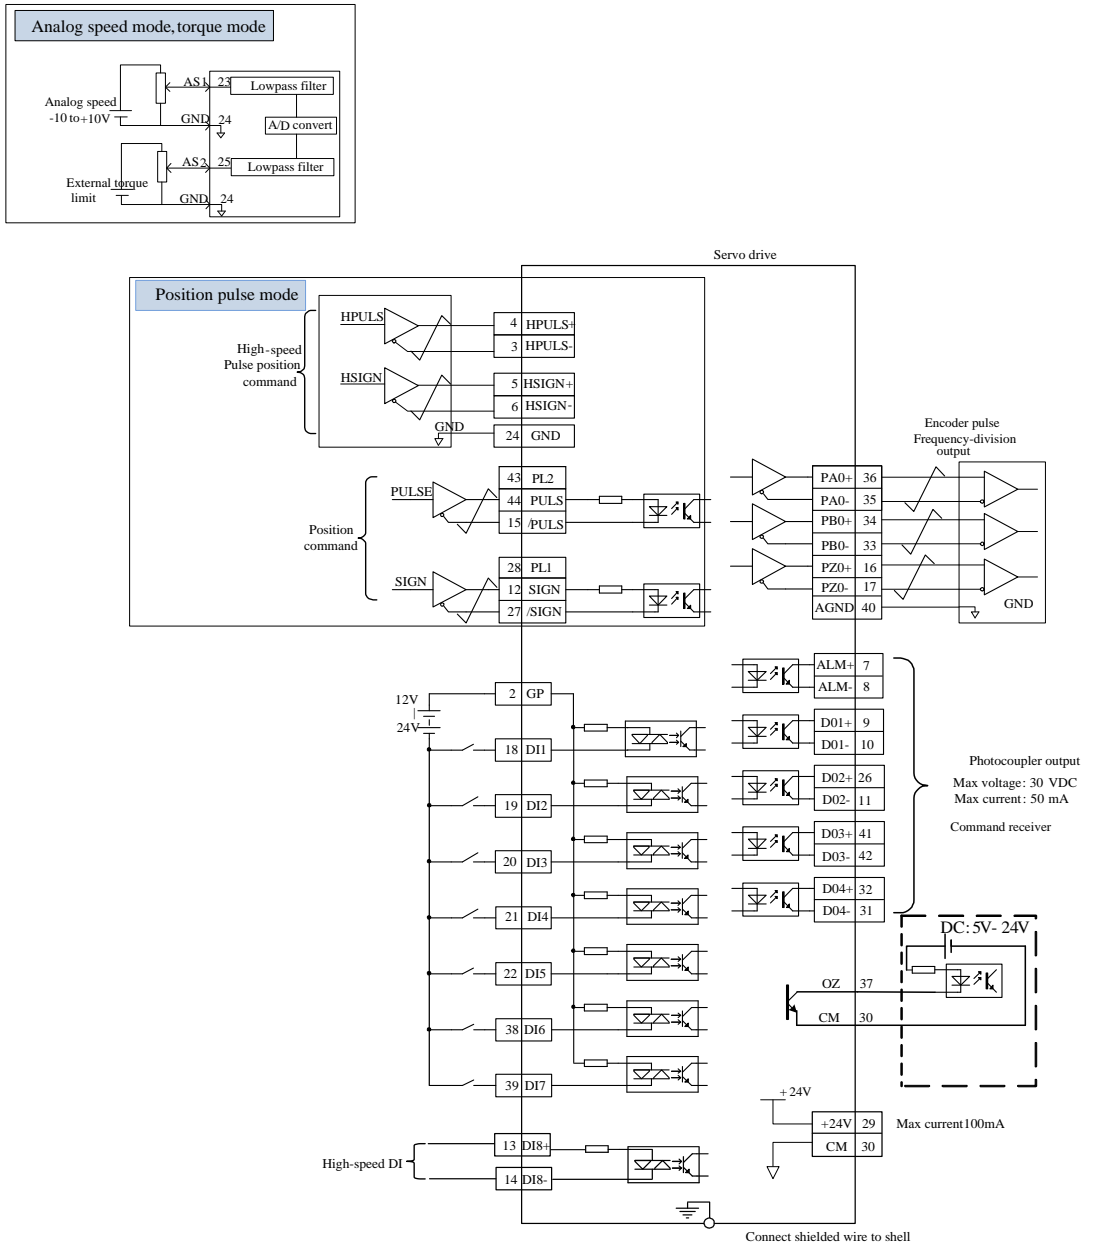 Analog speed mode, torque mode
AS1 23 Lowpass filter
Analog speed
-10 to+10V
GND 24
A/D convert
AS2 25 Lowpass filter
External torque
limit
GND 24
Servo drive
Position pulse mode
HPULS
4 HPULS+
3 HPULS-
High-speed
Pulse position
command
HSIGN
5 HSIGN+
6 HSIGN-
GND
24 GND
43 PL2
PULSE
44 PULS
15 /PULS
Position
command
28 PL1
SIGN
12 SIGN
27 /SIGN
Encoder pulse
Frequency-division
output
PA0+ 36
PA0- 35
PB0+ 34
PB0- 33
PZ0+ 16
PZ0- 17
AGND 40
GND
12V
24V
2 GP
18 DI1
19 DI2
20 DI3
21 DI4
22 DI5
38 DI6
39 DI7
High-speed DI
13 DI8+
14 DI8-
ALM+ 7
ALM- 8
D01+ 9
D01- 10
D02+ 26
D02- 11
D03+ 41
D03- 42
D04+ 32
D04- 31
Photocoupler output
Max voltage: 30 VDC
Max current: 50 mA
Command receiver
DC: 5V- 24V
OZ 37
CM 30
+24V
+24V 29
CM 30
Max current100mA
Connect shielded wire to shell